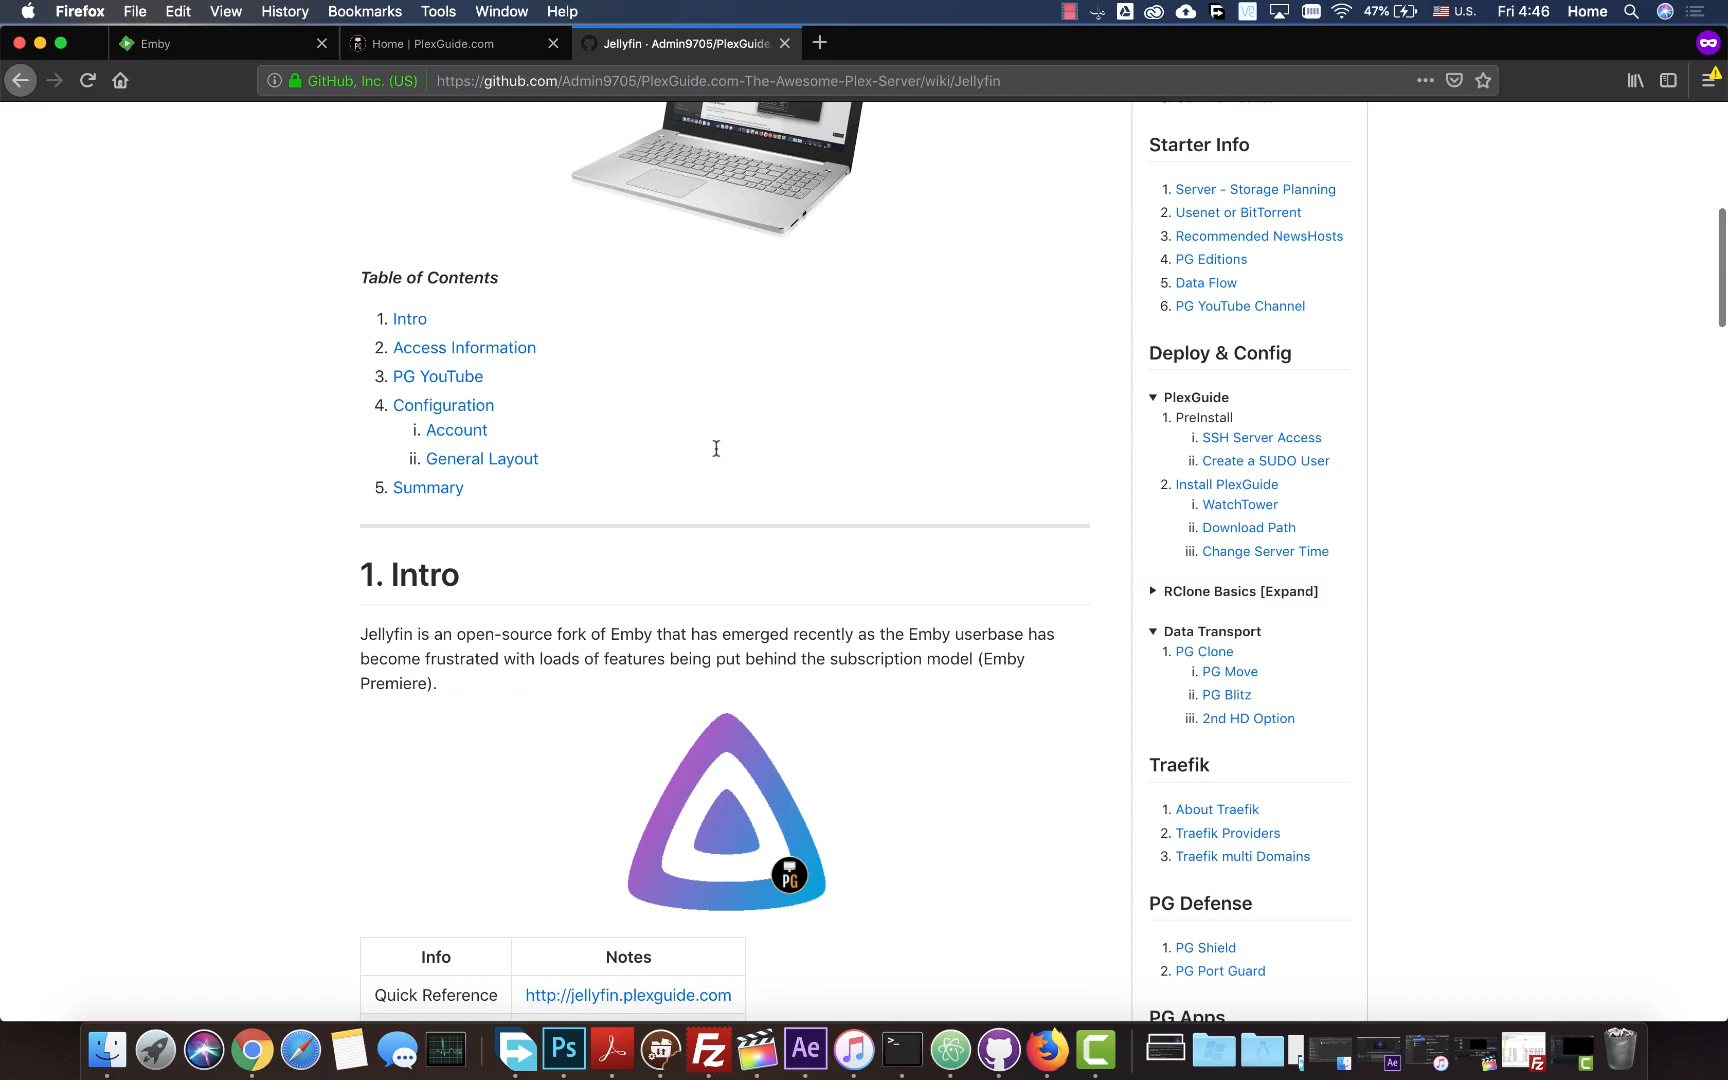 Firefox File Edit View History Bookmarks Tools Window Help 47% U.S. Fri 4:46 Home
Emby Home | PlexGuide.com Jellyfin · Admin9705/PlexGuide.
GitHub, Inc. (US) https://github.com/Admin9705/PlexGuide.com-The-Awesome-Plex-Server/wiki/Jellyfin
Table of Contents
1. Intro
2. Access Information
3. PG YouTube
4. Configuration
i. Account
ii. General Layout
5. Summary
1. Intro
Jellyfin is an open-source fork of Emby that has emerged recently as the Emby userbase has
become frustrated with loads of features being put behind the subscription model (Emby
Premiere).
PG
Info Notes
Quick Reference http://jellyfin.plexguide.com
Starter Info
1. Server - Storage Planning
2. Usenet or BitTorrent
3. Recommended NewsHosts
4. PG Editions
5. Data Flow
6. PG YouTube Channel
Deploy & Config
PlexGuide
1. PreInstall
i. SSH Server Access
ii. Create a SUDO User
2. Install PlexGuide
i. WatchTower
ii. Download Path
iii. Change Server Time
RClone Basics [Expand]
Data Transport
1. PG Clone
i. PG Move
ii. PG Blitz
iii. 2nd HD Option
Traefik
1. About Traefik
2. Traefik Providers
3. Traefik multi Domains
PG Defense
1. PG Shield
2. PG Port Guard
PG Apps
Ps Fz Ae